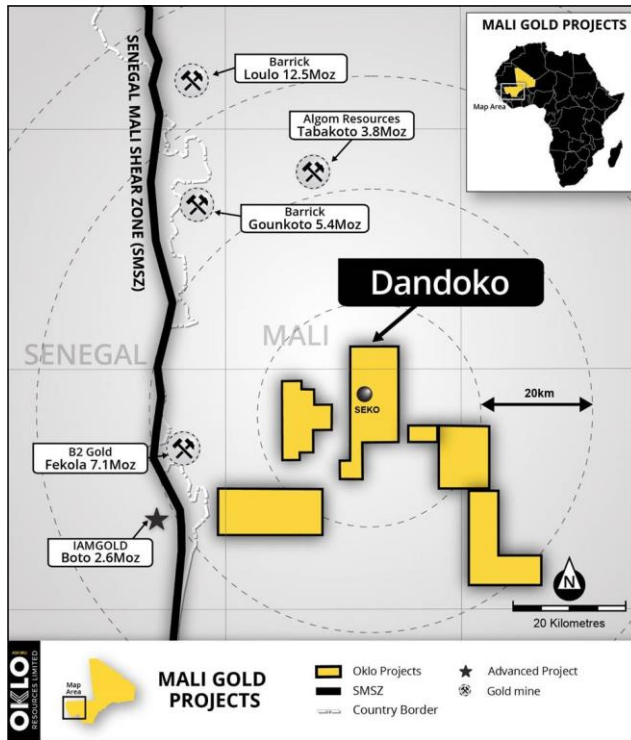 MALI GOLD PROJECTS
Map Area
SENEGAL MALI SHEAR ZONE (SMSZ)
Barrick
Loulo 12.5Moz
Algom Resources
Tabakoto 3.8Moz
Barrick
Gounkoto 5.4Moz
Dandoko
SENEGAL
MALI
SEKO
20km
B2 Gold
Fekola 7.1Moz
IAMGOLD
Boto 2.6Moz
N
20 Kilometres
OKLO
RESOURCES LIMITED
Map
Area
MALI GOLD
PROJECTS
Oklo Projects
SMSZ
Country Border
Advanced Project
Gold mine